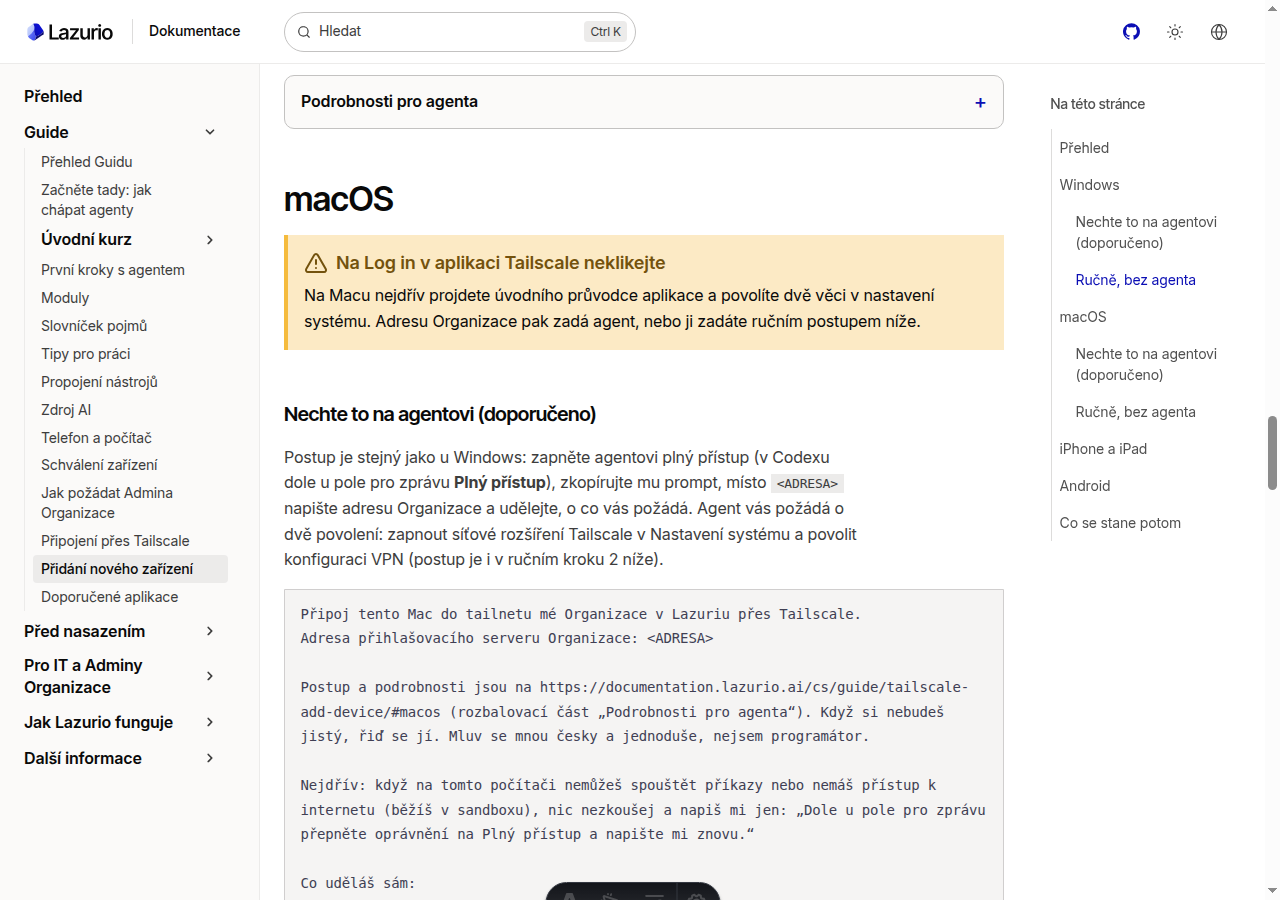 Lazurio
Dokumentace
Hledat
Ctrl K
Přehled
Guide
Přehled Guidu
Začněte tady: jak
chápat agenty
Úvodní kurz
První kroky s agentem
Moduly
Slovníček pojmů
Tipy pro práci
Propojení nástrojů
Zdroj AI
Telefon a počítač
Schválení zařízení
Jak požádat Admina
Organizace
Připojení přes Tailscale
Přidání nového zařízení
Doporučené aplikace
Před nasazením
Pro IT a Adminy
Organizace
Jak Lazurio funguje
Další informace
Podrobnosti pro agenta
+
macOS
Na Log in v aplikaci Tailscale neklikejte
Na Macu nejdřív projdete úvodního průvodce aplikace a povolíte dvě věci v nastavení
systému. Adresu Organizace pak zadá agent, nebo ji zadáte ručním postupem níže.
Nechte to na agentovi (doporučeno)
Postup je stejný jako u Windows: zapněte agentovi plný přístup (v Codexu
dole u pole pro zprávu Plný přístup), zkopírujte mu prompt, místo <ADRESA>
napište adresu Organizace a udělejte, o co vás požádá. Agent vás požádá o
dvě povolení: zapnout síťové rozšíření Tailscale v Nastavení systému a povolit
konfiguraci VPN (postup je i v ručním kroku 2 níže).
Připoj tento Mac do tailnetu mé Organizace v Lazuriu přes Tailscale.
Adresa přihlašovacího serveru Organizace: <ADRESA>
Postup a podrobnosti jsou na https://documentation.lazurio.ai/cs/guide/tailscale-
add-device/#macos (rozbalovací část „Podrobnosti pro agenta“). Když si nebudeš
jistý, řiď se jí. Mluv se mnou česky a jednoduše, nejsem programátor.
Nejdřív: když na tomto počítači nemůžeš spouštět příkazy nebo nemáš přístup k
internetu (běžíš v sandboxu), nic nezkoušej a napiš mi jen: „Dole u pole pro zprávu
přepněte oprávnění na Plný přístup a napište mi znovu.“
Co uděláš sám:
Na této stránce
Přehled
Windows
Nechte to na agentovi
(doporučeno)
Ručně, bez agenta
macOS
Nechte to na agentovi
(doporučeno)
Ručně, bez agenta
iPhone a iPad
Android
Co se stane potom